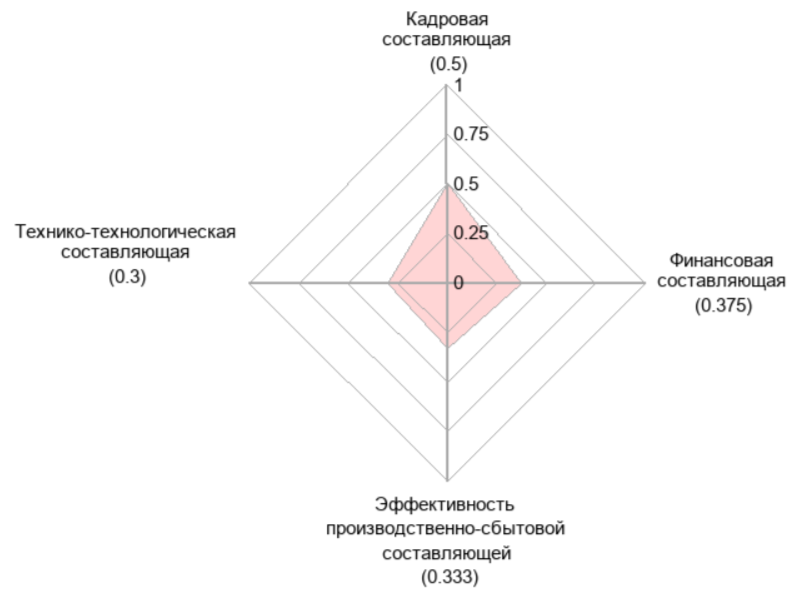 Кадровая
составляющая
(0.5)
1
0.75
0.5
0.25
0
Технико-технологическая
составляющая
(0.3)
Финансовая
составляющая
(0.375)
Эффективность
производственно-сбытовой
составляющей
(0.333)